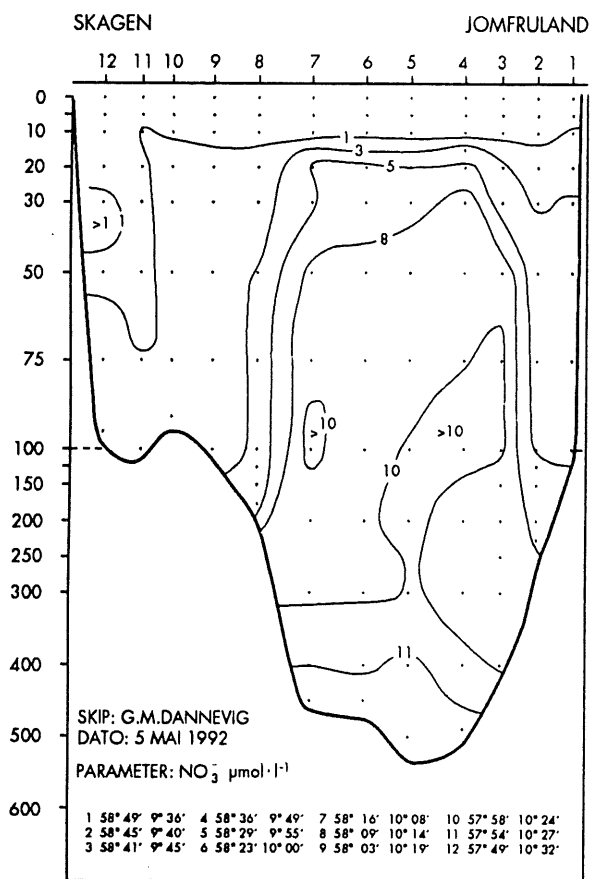 SKAGEN JOMFRULAND
12 11 10 9 8 7 6 5 4 3 2 1
0
10
1
3
20
5
30
>1
8
50
75
>10
>10
100
10
150
200
250
300
11
400
SKIP: G.M.DANNEVIG
500
DATO: 5 MAI 1992
PARAMETER: NO₃⁻ µmol·l⁻¹
600
1 58° 49' 9° 36' 4 58° 36' 9° 49' 7 58° 16' 10° 08' 10 57° 58' 10° 24'
2 58° 45' 9° 40' 5 58° 29' 9° 55' 8 58° 09' 10° 14' 11 57° 54' 10° 27'
3 58° 41' 9° 45' 6 58° 23' 10° 00' 9 58° 03' 10° 19' 12 57° 49' 10° 32'